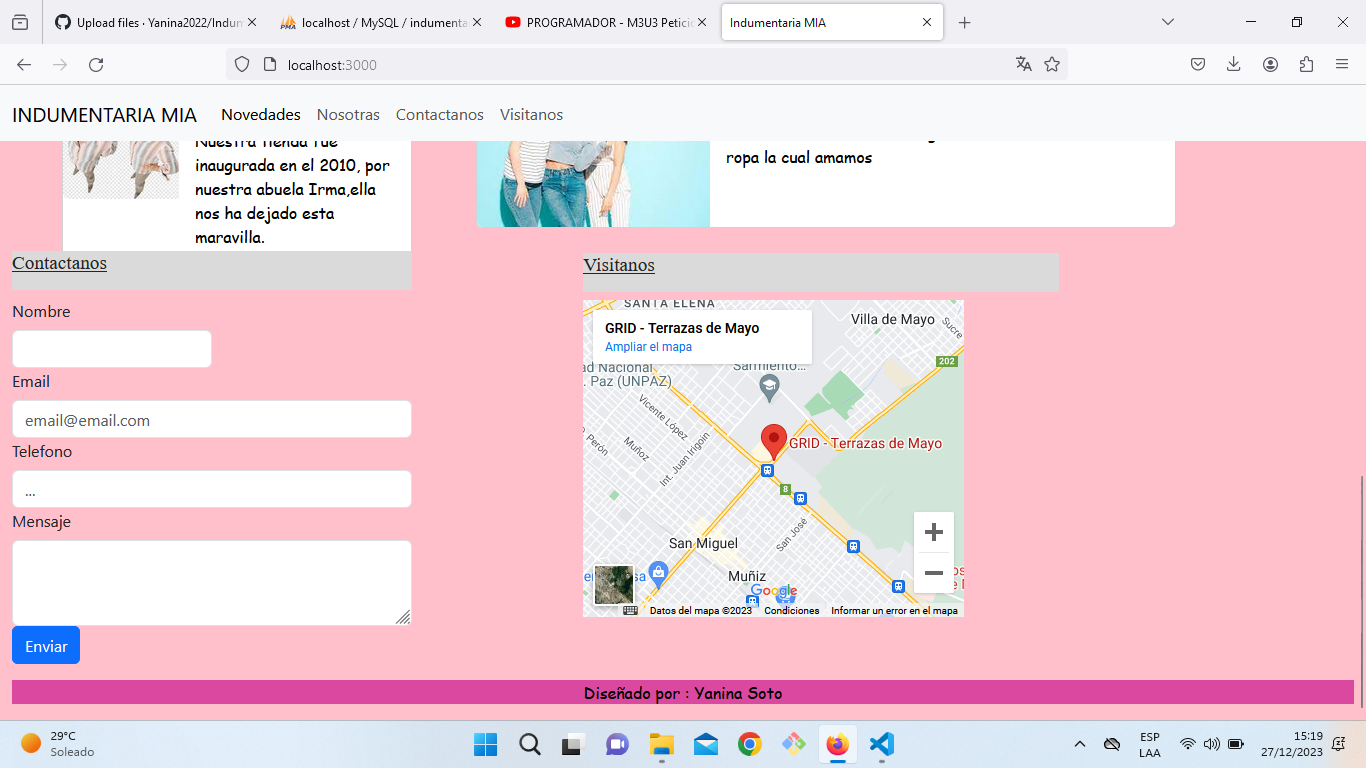 Upload files · Yanina2022/Indun
localhost / MySQL / indumenta
PROGRAMADOR - M3U3 Petici
Indumentaria MIA
localhost:3000
INDUMENTARIA MIA Novedades Nosotras Contactanos Visitanos
Nuestra tienda fue
inaugurada en el 2010, por
nuestra abuela Irma,ella
nos ha dejado esta
maravilla.
ropa la cual amamos
Contactanos
Nombre
Email
email@email.com
Telefono
...
Mensaje
Enviar
Visitanos
SANTA ELENA
GRID - Terrazas de Mayo
Ampliar el mapa
Villa de Mayo
Sucre
202
ad Nacional
. Paz (UNPAZ)
Sarmiento...
Vicente López
D. Perón
Muñoz
Int. Juan Irigoin
GRID - Terrazas de Mayo
8
San José
San Miguel
Muñiz
Google
Datos del mapa ©2023 Condiciones Informar un error en el mapa
Diseñado por : Yanina Soto
29°C
Soleado
ESP
LAA
15:19
27/12/2023